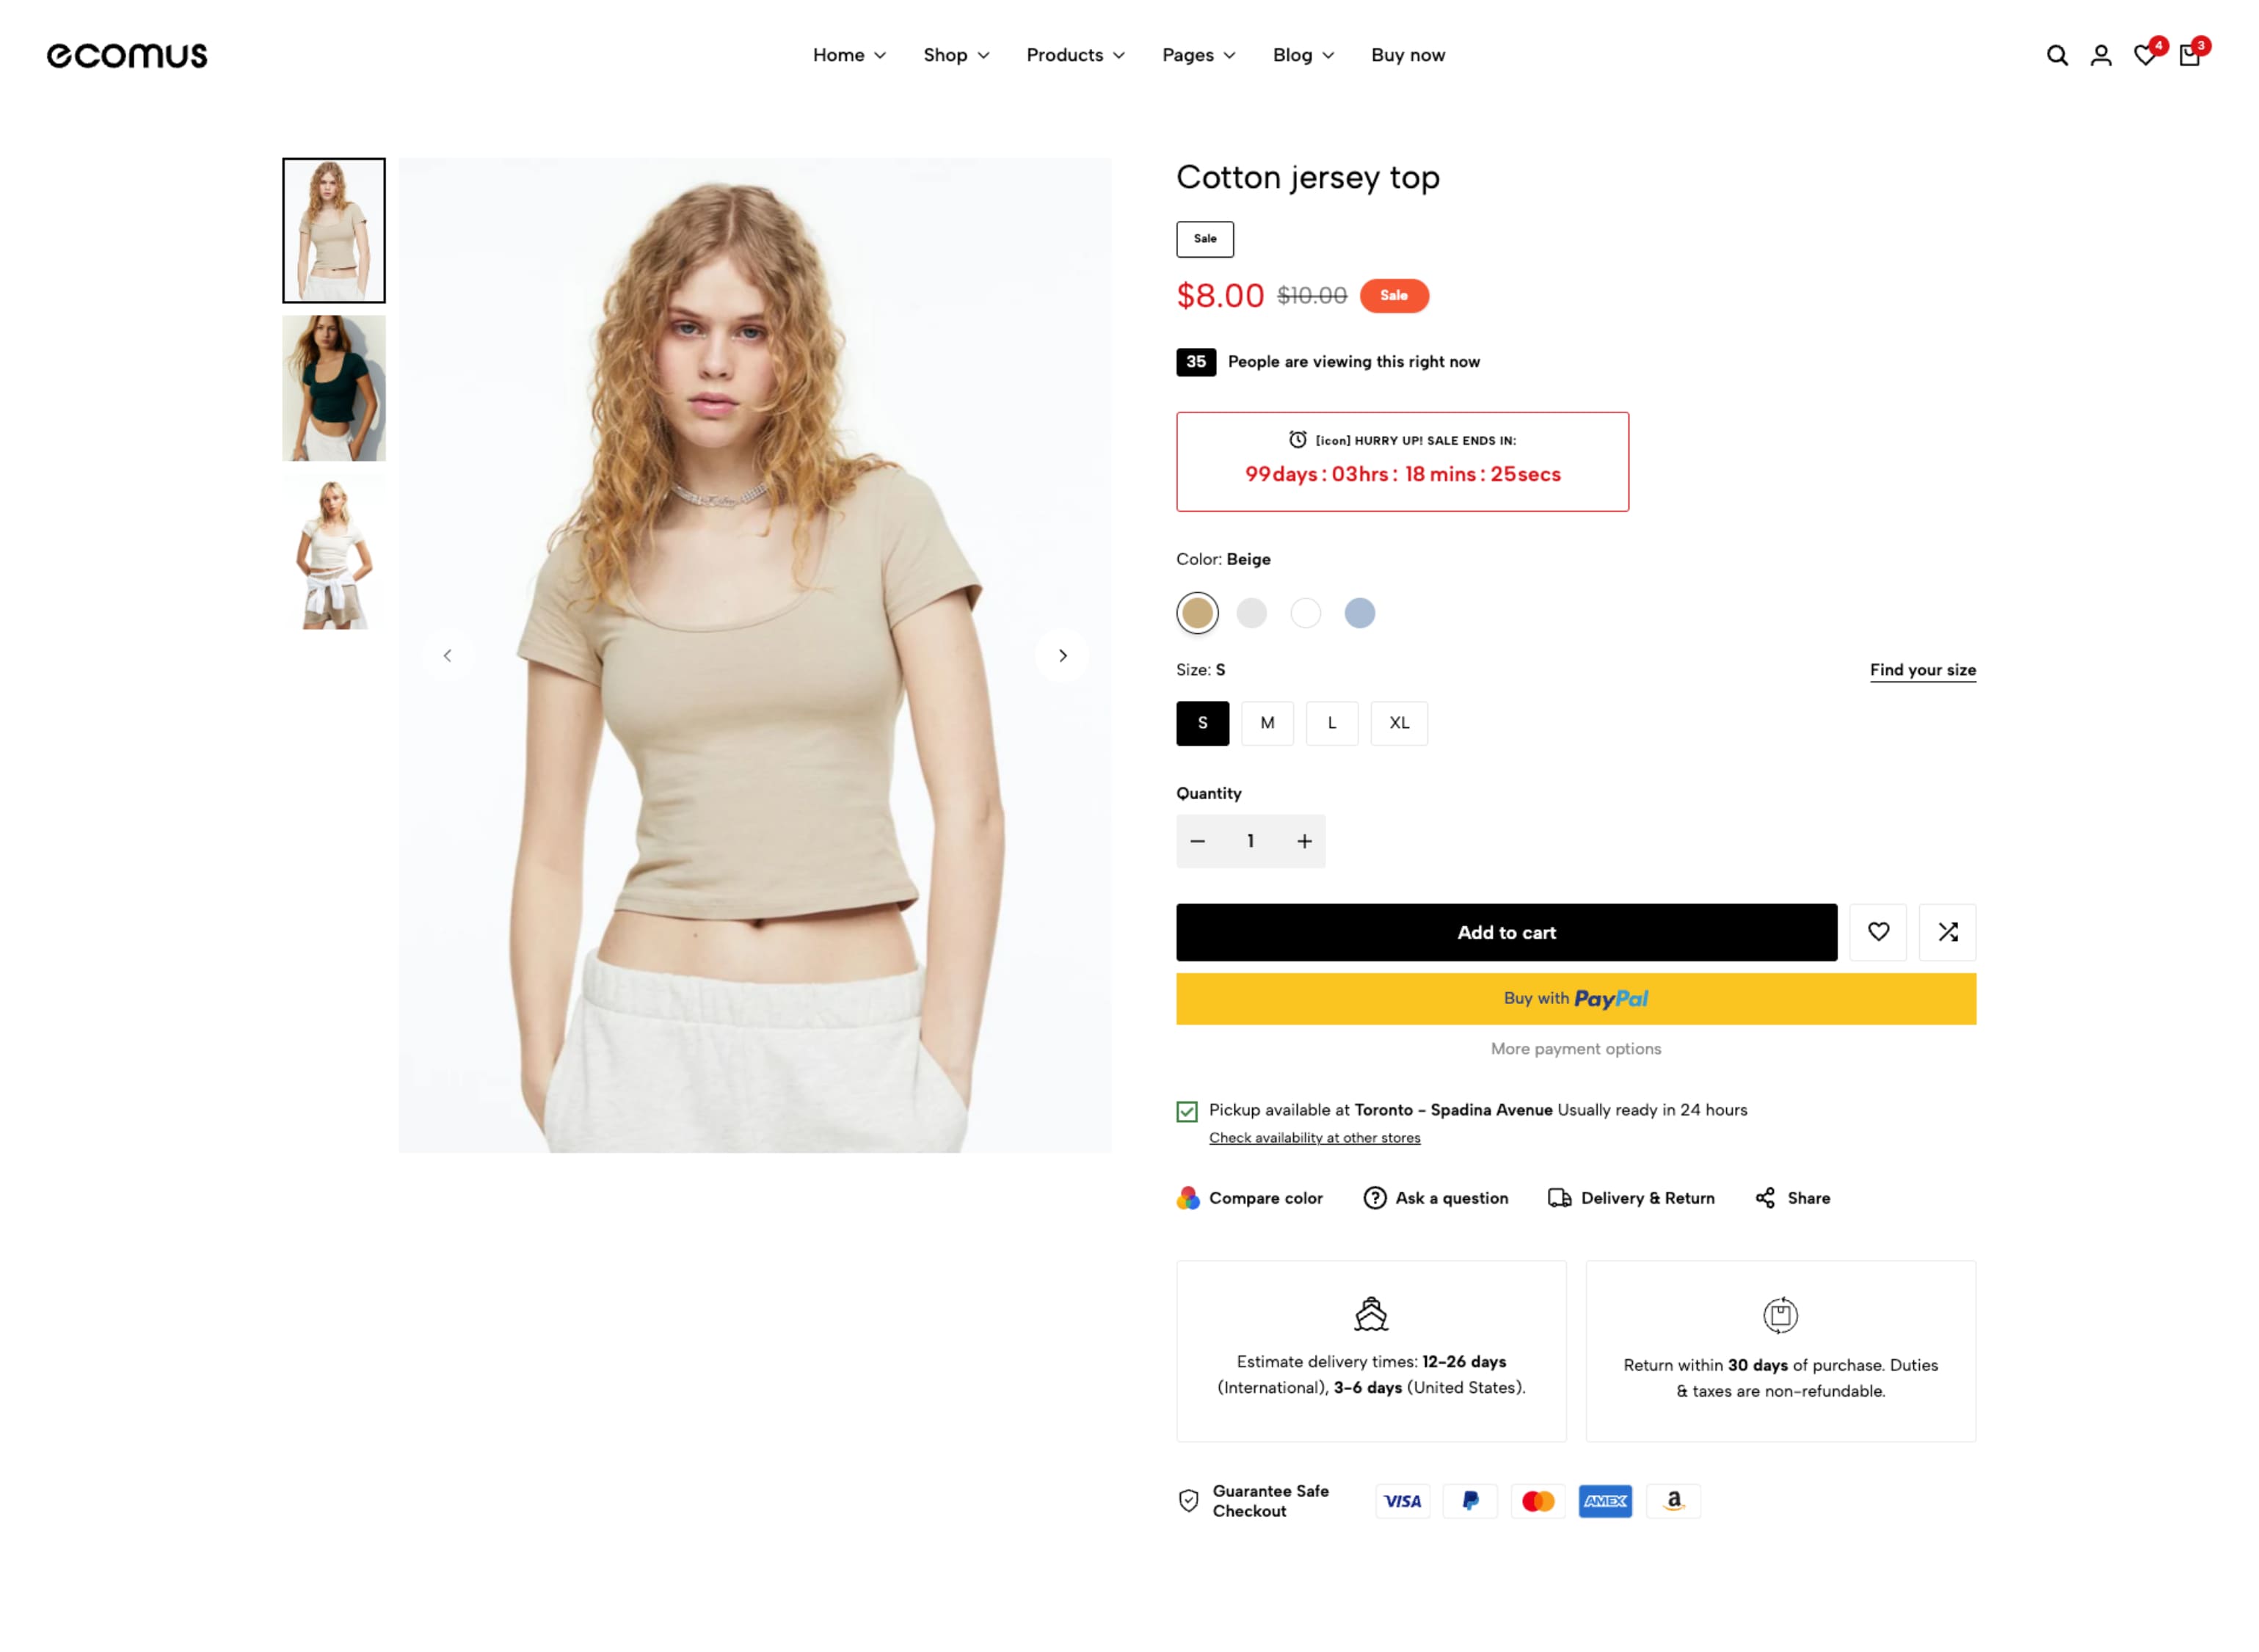 ecomus
Home Shop Products Pages Blog Buy now
4 3
Cotton jersey top
Sale
$8.00 $10.00 Sale
35 People are viewing this right now
[icon] HURRY UP! SALE ENDS IN:
99days : 03hrs : 18 mins : 25secs
Color: Beige
Size: S Find your size
S M L XL
Quantity
1
Add to cart
Buy with PayPal
More payment options
Pickup available at Toronto - Spadina Avenue Usually ready in 24 hours
Check availability at other stores
Compare color Ask a question Delivery & Return Share
Estimate delivery times: 12-26 days
(International), 3-6 days (United States).
Return within 30 days of purchase. Duties
& taxes are non-refundable.
Guarantee Safe
Checkout
VISA AMEX